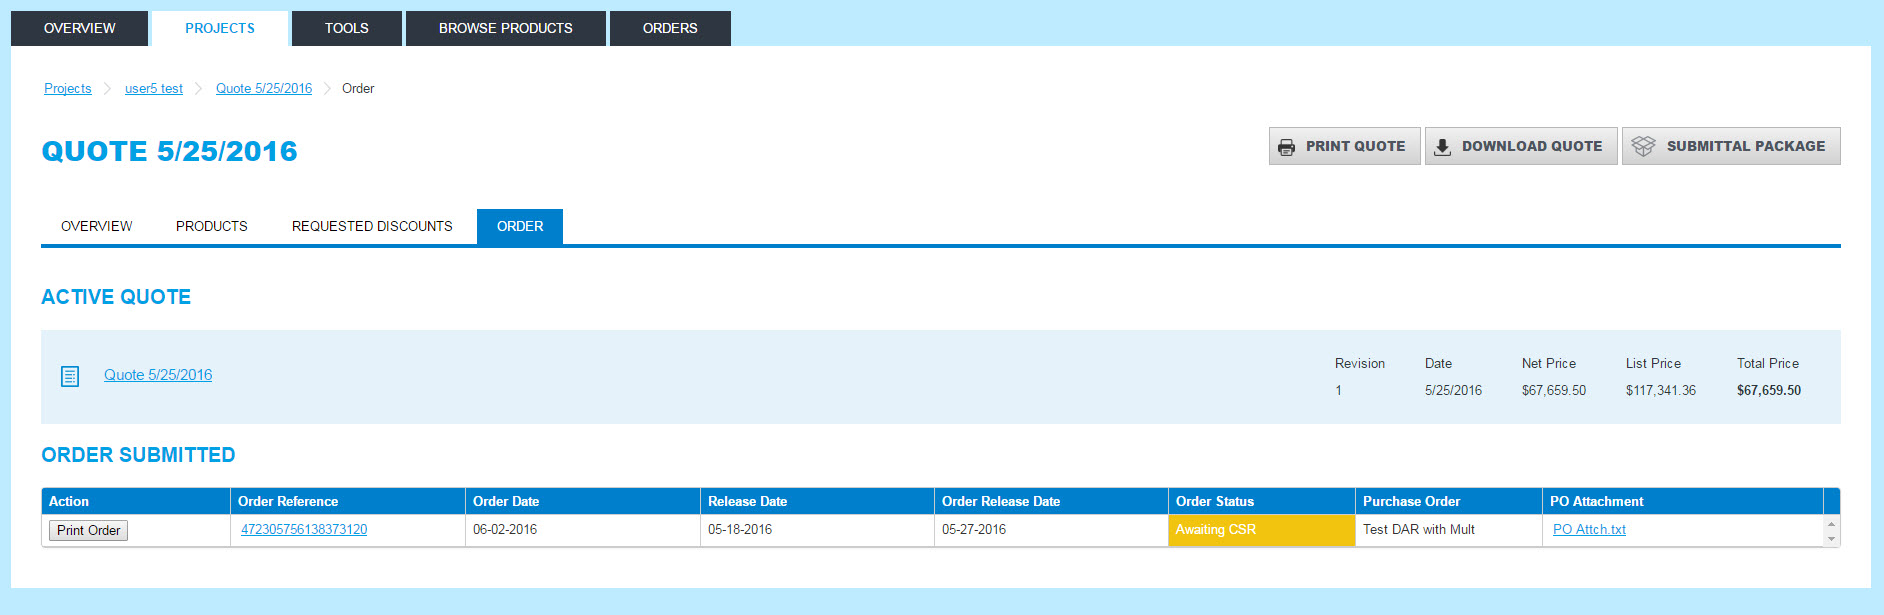 OVERVIEW PROJECTS TOOLS BROWSE PRODUCTS ORDERS
Projects user5 test Quote 5/25/2016 Order
QUOTE 5/25/2016 PRINT QUOTE DOWNLOAD QUOTE SUBMITTAL PACKAGE
OVERVIEW PRODUCTS REQUESTED DISCOUNTS ORDER
ACTIVE QUOTE
Revision Date Net Price List Price Total Price
Quote 5/25/2016
1 5/25/2016 $67,659.50 $117,341.36 $67,659.50
ORDER SUBMITTED
Action Order Reference Order Date Release Date Order Release Date Order Status Purchase Order PO Attachment
Print Order 472305756138373120 06-02-2016 05-18-2016 05-27-2016 Awaiting CSR Test DAR with Mult PO Attch.txt